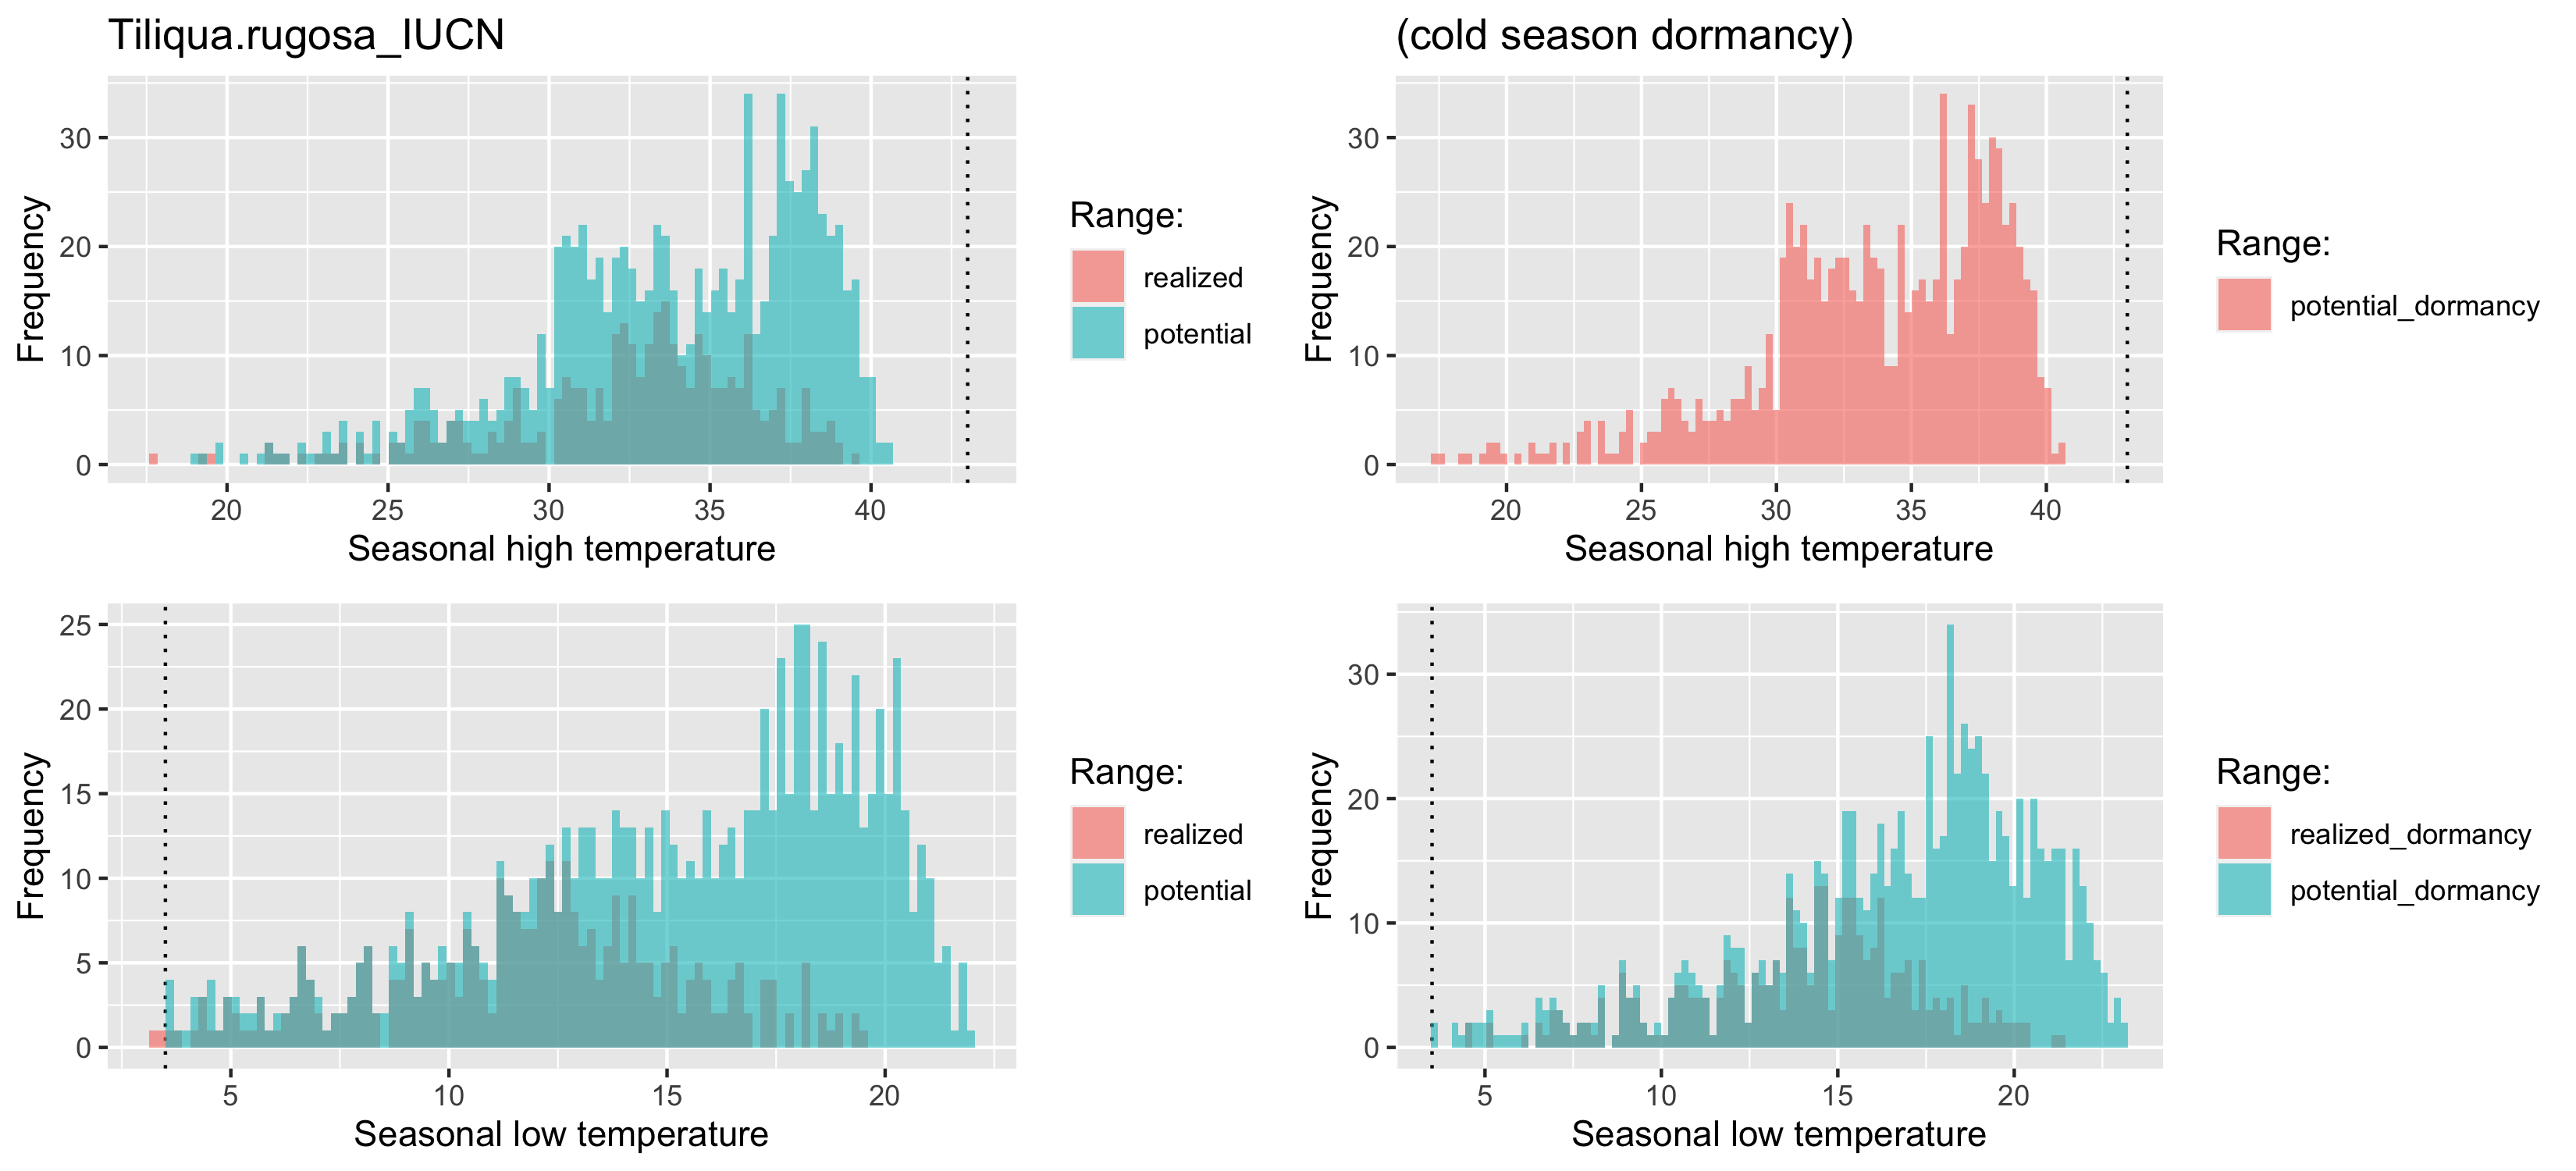 Tiliqua.rugosa_IUCN
(cold season dormancy)
Frequency
30
20
10
0
20 25 30 35 40
Seasonal high temperature
Range:
realized
potential
Frequency
30
20
10
0
20 25 30 35 40
Seasonal high temperature
Range:
potential_dormancy
Frequency
25
20
15
10
5
0
5 10 15 20
Seasonal low temperature
Range:
realized
potential
Frequency
30
20
10
0
5 10 15 20
Seasonal low temperature
Range:
realized_dormancy
potential_dormancy